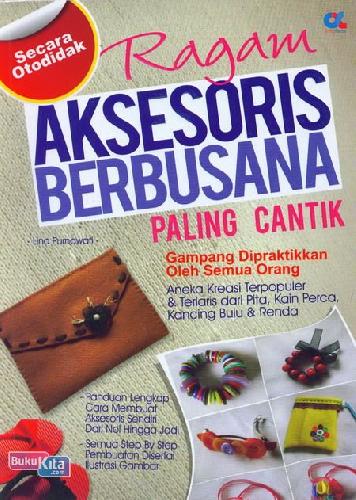 Secara
Otodidak
Ragam
AKSESORIS
BERBUSANA
PALING CANTIK
Gampang Dipraktikkan
Oleh Semua Orang
Aneka Kreasi Terpopuler
& Terlaris dari Pita, Kain Perca,
Kancing Bulu & Renda
- Panduan Lengkap
Cara Membuat
Aksesoris Sendiri
Dari Nol Hingga Jadi
- Semua Step By Step
Pembuatan Disertai
Ilustrasi Gambar
BukuKita
.com